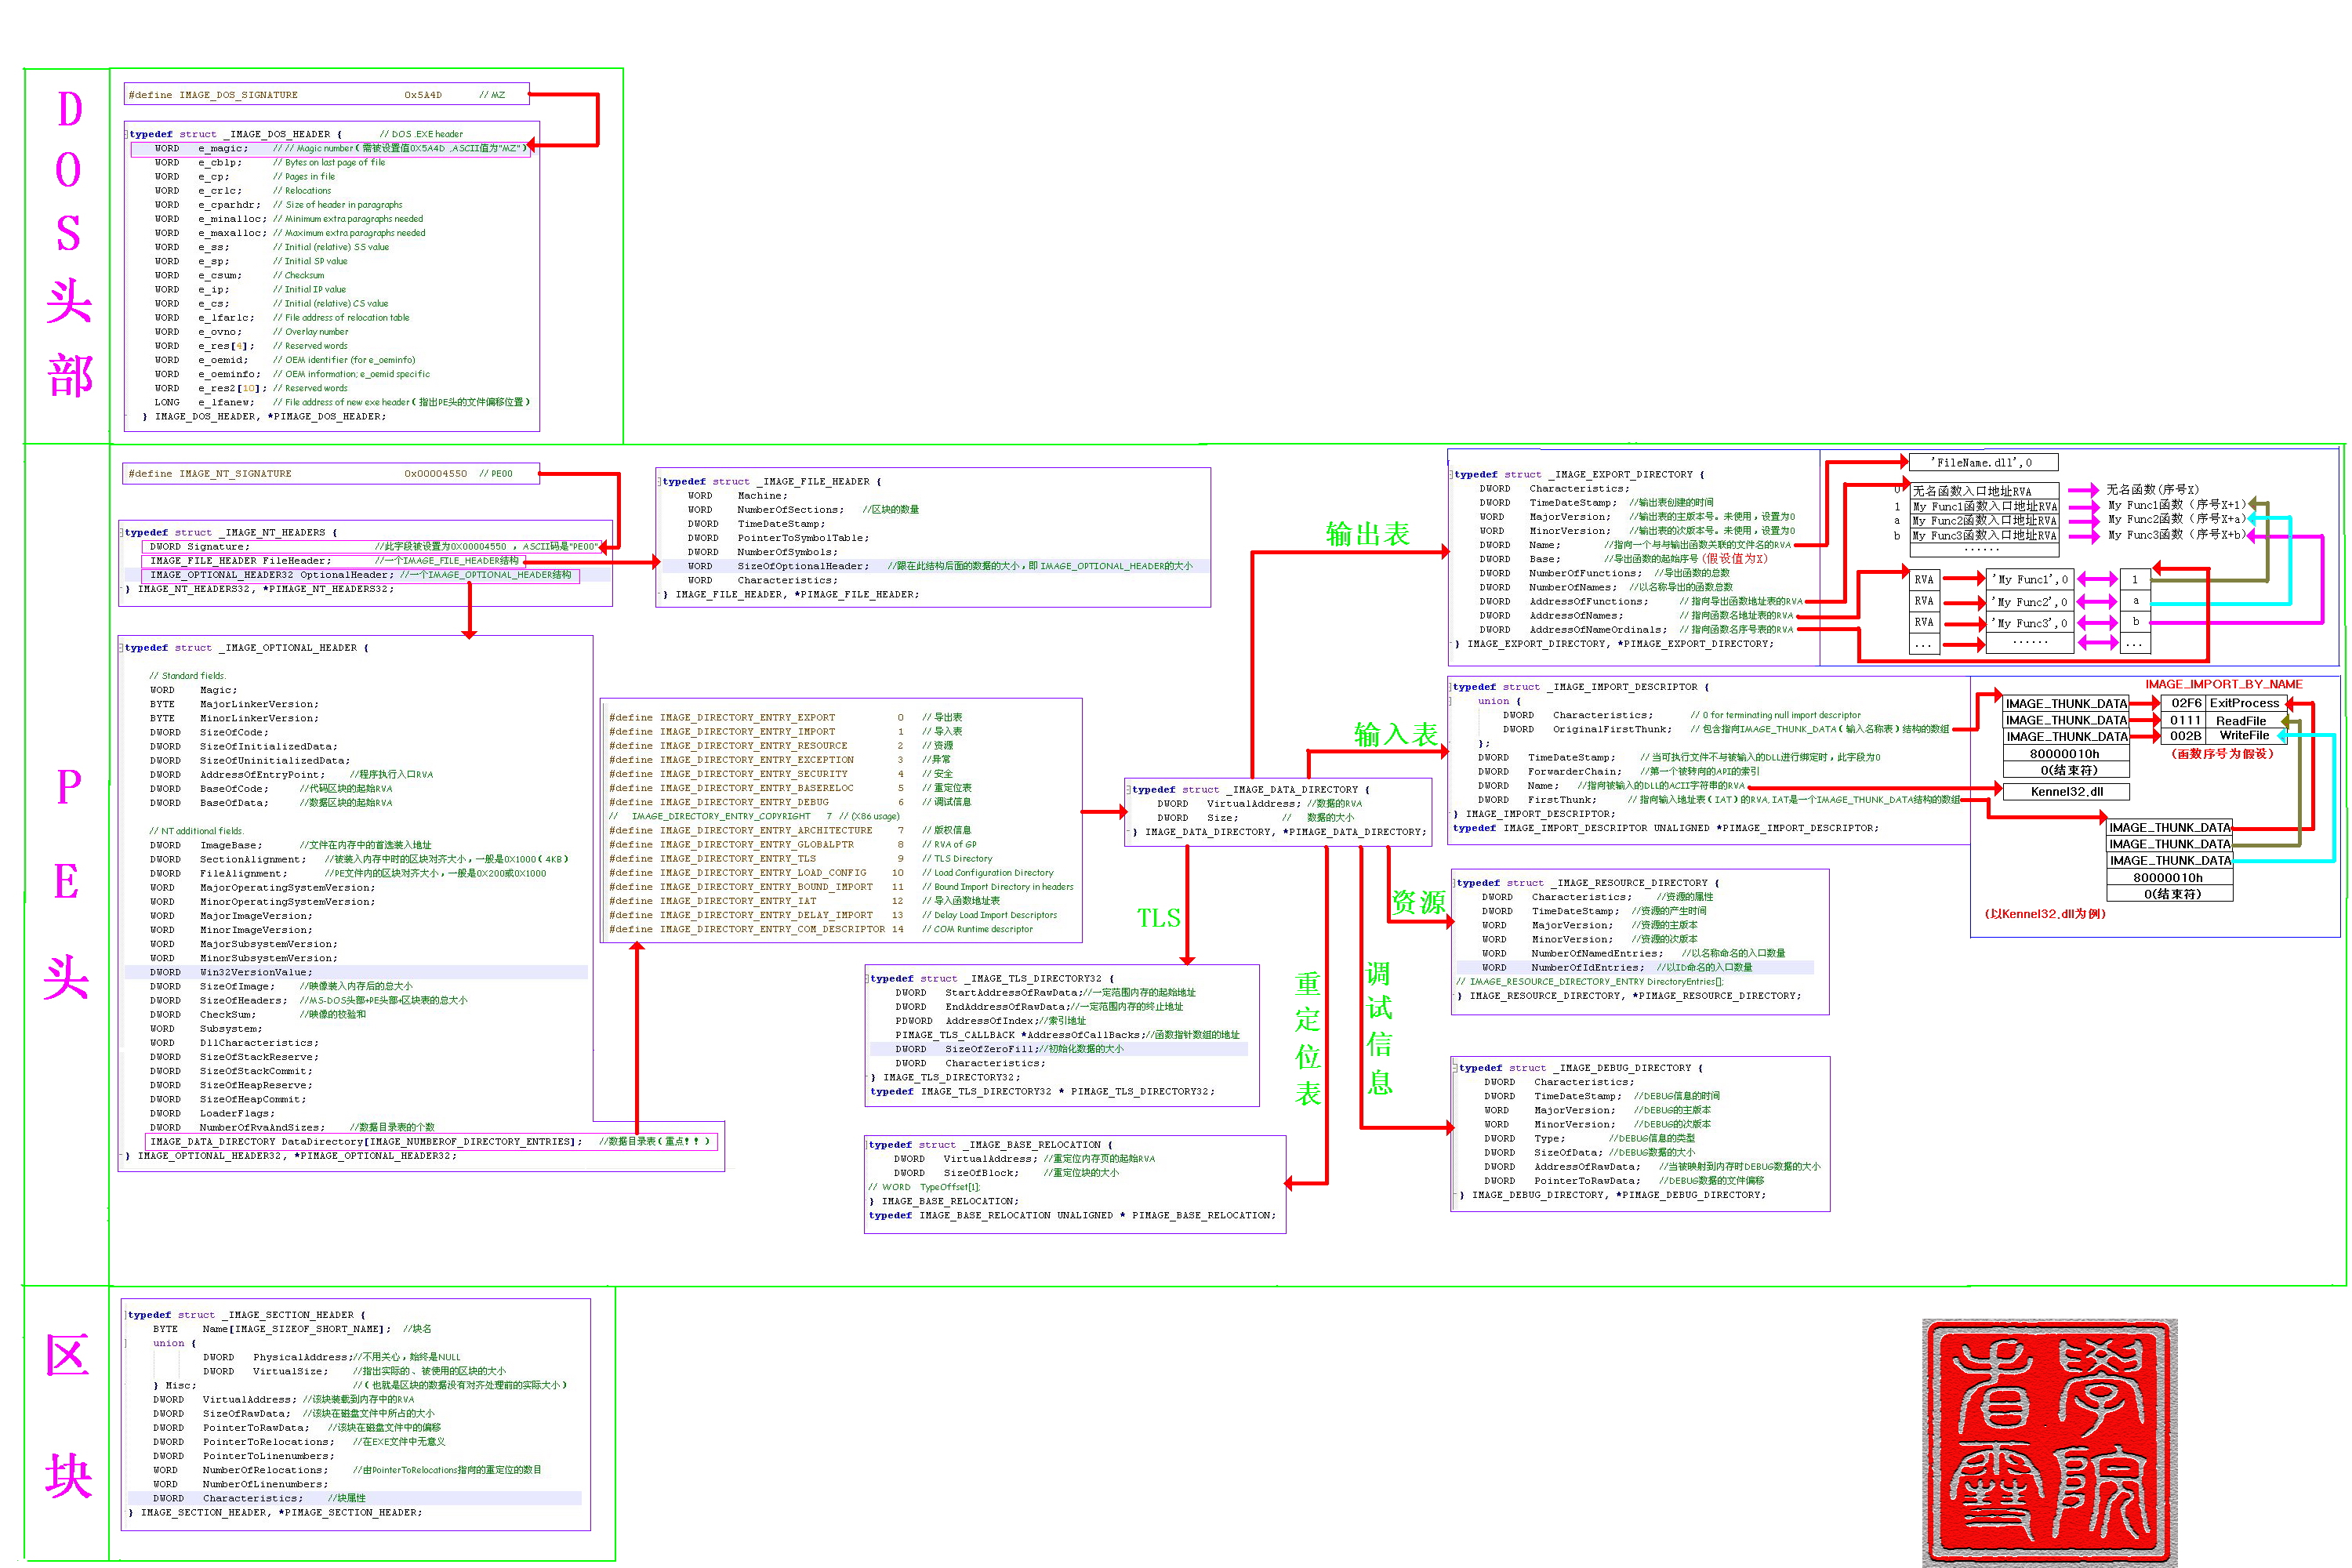 DOS头部
#define IMAGE_DOS_SIGNATURE 0x5A4D // MZ
typedef struct _IMAGE_DOS_HEADER { // DOS .EXE header
WORD e_magic; // // Magic number(需被设置值0X5A4D ,ASCII值为"MZ")
WORD e_cblp; // Bytes on last page of file
WORD e_cp; // Pages in file
WORD e_crlc; // Relocations
WORD e_cparhdr; // Size of header in paragraphs
WORD e_minalloc; // Minimum extra paragraphs needed
WORD e_maxalloc; // Maximum extra paragraphs needed
WORD e_ss; // Initial (relative) SS value
WORD e_sp; // Initial SP value
WORD e_csum; // Checksum
WORD e_ip; // Initial IP value
WORD e_cs; // Initial (relative) CS value
WORD e_lfarlc; // File address of relocation table
WORD e_ovno; // Overlay number
WORD e_res[4]; // Reserved words
WORD e_oemid; // OEM identifier (for e_oeminfo)
WORD e_oeminfo; // OEM information; e_oemid specific
WORD e_res2[10]; // Reserved words
LONG e_lfanew; // File address of new exe header(指出PE头的文件偏移位置)
} IMAGE_DOS_HEADER, *PIMAGE_DOS_HEADER;
PE头
#define IMAGE_NT_SIGNATURE 0x00004550 // PE00
typedef struct _IMAGE_NT_HEADERS {
DWORD Signature; //此字段被设置为0X00004550 , ASCII码是"PE00"
IMAGE_FILE_HEADER FileHeader; //一个IMAGE_FILE_HEADER结构
IMAGE_OPTIONAL_HEADER32 OptionalHeader; //一个IMAGE_OPTIONAL_HEADER结构
} IMAGE_NT_HEADERS32, *PIMAGE_NT_HEADERS32;
typedef struct _IMAGE_FILE_HEADER {
WORD Machine;
WORD NumberOfSections; //区块的数量
DWORD TimeDateStamp;
DWORD PointerToSymbolTable;
DWORD NumberOfSymbols;
WORD SizeOfOptionalHeader; //跟在此结构后面的数据的大小,即 IMAGE_OPTIONAL_HEADER的大小
WORD Characteristics;
} IMAGE_FILE_HEADER, *PIMAGE_FILE_HEADER;
typedef struct _IMAGE_OPTIONAL_HEADER {
// Standard fields.
WORD Magic;
BYTE MajorLinkerVersion;
BYTE MinorLinkerVersion;
DWORD SizeOfCode;
DWORD SizeOfInitializedData;
DWORD SizeOfUninitializedData;
DWORD AddressOfEntryPoint; //程序执行入口RVA
DWORD BaseOfCode; //代码区块的起始RVA
DWORD BaseOfData; //数据区块的起始RVA
// NT additional fields.
DWORD ImageBase; //文件在内存中的首选装入地址
DWORD SectionAlignment; //被装入内存中时的区块对齐大小,一般是0X1000(4KB)
DWORD FileAlignment; //PE文件内的区块对齐大小,一般是0X200或0X1000
WORD MajorOperatingSystemVersion;
WORD MinorOperatingSystemVersion;
WORD MajorImageVersion;
WORD MinorImageVersion;
WORD MajorSubsystemVersion;
WORD MinorSubsystemVersion;
DWORD Win32VersionValue;
DWORD SizeOfImage; //映像装入内存后的总大小
DWORD SizeOfHeaders; //MS-DOS头部+PE头部+区块表的总大小
DWORD CheckSum; //映像的校验和
WORD Subsystem;
WORD DllCharacteristics;
DWORD SizeOfStackReserve;
DWORD SizeOfStackCommit;
DWORD SizeOfHeapReserve;
DWORD SizeOfHeapCommit;
DWORD LoaderFlags;
DWORD NumberOfRvaAndSizes; //数据目录表的个数
IMAGE_DATA_DIRECTORY DataDirectory[IMAGE_NUMBEROF_DIRECTORY_ENTRIES]; //数据目录表(重点!!)
} IMAGE_OPTIONAL_HEADER32, *PIMAGE_OPTIONAL_HEADER32;
#define IMAGE_DIRECTORY_ENTRY_EXPORT 0 // 导出表
#define IMAGE_DIRECTORY_ENTRY_IMPORT 1 // 导入表
#define IMAGE_DIRECTORY_ENTRY_RESOURCE 2 // 资源
#define IMAGE_DIRECTORY_ENTRY_EXCEPTION 3 //异常
#define IMAGE_DIRECTORY_ENTRY_SECURITY 4 // 安全
#define IMAGE_DIRECTORY_ENTRY_BASERELOC 5 // 重定位表
#define IMAGE_DIRECTORY_ENTRY_DEBUG 6 // 调试信息
// IMAGE_DIRECTORY_ENTRY_COPYRIGHT 7 // (X86 usage)
#define IMAGE_DIRECTORY_ENTRY_ARCHITECTURE 7 // 版权信息
#define IMAGE_DIRECTORY_ENTRY_GLOBALPTR 8 // RVA of GP
#define IMAGE_DIRECTORY_ENTRY_TLS 9 // TLS Directory
#define IMAGE_DIRECTORY_ENTRY_LOAD_CONFIG 10 // Load Configuration Directory
#define IMAGE_DIRECTORY_ENTRY_BOUND_IMPORT 11 // Bound Import Directory in headers
#define IMAGE_DIRECTORY_ENTRY_IAT 12 // 导入函数地址表
#define IMAGE_DIRECTORY_ENTRY_DELAY_IMPORT 13 // Delay Load Import Descriptors
#define IMAGE_DIRECTORY_ENTRY_COM_DESCRIPTOR 14 // COM Runtime descriptor
typedef struct _IMAGE_DATA_DIRECTORY {
DWORD VirtualAddress; //数据的RVA
DWORD Size; // 数据的大小
} IMAGE_DATA_DIRECTORY, *PIMAGE_DATA_DIRECTORY;
输出表
typedef struct _IMAGE_EXPORT_DIRECTORY {
DWORD Characteristics;
DWORD TimeDateStamp; //输出表创建的时间
WORD MajorVersion; //输出表的主版本号。未使用,设置为0
WORD MinorVersion; //输出表的次版本号。未使用,设置为0
DWORD Name; //指向一个与与输出函数关联的文件名的RVA
DWORD Base; //导出函数的起始序号(假设值为X)
DWORD NumberOfFunctions; //导出函数的总数
DWORD NumberOfNames; //以名称导出的函数总数
DWORD AddressOfFunctions; // 指向导出函数地址表的RVA
DWORD AddressOfNames; // 指向函数名地址表的RVA
DWORD AddressOfNameOrdinals; // 指向函数名序号表的RVA
} IMAGE_EXPORT_DIRECTORY, *PIMAGE_EXPORT_DIRECTORY;
'FileName.dll',0
0 无名函数入口地址RVA 无名函数(序号X)
1 My Func1函数入口地址RVA My Func1函数(序号X+1)
a My Func2函数入口地址RVA My Func2函数(序号X+a)
b My Func3函数入口地址RVA My Func3函数(序号X+b)
......
RVA 'My Func1',0 1
RVA 'My Func2',0 a
RVA 'My Func3',0 b
... ...... ...
输入表
typedef struct _IMAGE_IMPORT_DESCRIPTOR {
union {
DWORD Characteristics; // 0 for terminating null import descriptor
DWORD OriginalFirstThunk; // 包含指向IMAGE_THUNK_DATA(输入名称表)结构的数组
};
DWORD TimeDateStamp; // 当可执行文件不与被输入的DLL进行绑定时,此字段为0
DWORD ForwarderChain; //第一个被转向的API的索引
DWORD Name; //指向被输入的DLL的ACII字符串的RVA
DWORD FirstThunk; // 指向输入地址表(IAT)的RVA,IAT是一个IMAGE_THUNK_DATA结构的数组
} IMAGE_IMPORT_DESCRIPTOR;
typedef IMAGE_IMPORT_DESCRIPTOR UNALIGNED *PIMAGE_IMPORT_DESCRIPTOR;
IMAGE_IMPORT_BY_NAME
IMAGE_THUNK_DATA 02F6 ExitProcess
IMAGE_THUNK_DATA 0111 ReadFile
IMAGE_THUNK_DATA 002B WriteFile
80000010h (函数序号为假设)
0(结束符)
Kennel32.dll
IMAGE_THUNK_DATA
IMAGE_THUNK_DATA
IMAGE_THUNK_DATA
80000010h
0(结束符)
(以Kennel32.dll为例)
资源
typedef struct _IMAGE_RESOURCE_DIRECTORY {
DWORD Characteristics; //资源的属性
DWORD TimeDateStamp; //资源的产生时间
WORD MajorVersion; //资源的主版本
WORD MinorVersion; //资源的次版本
WORD NumberOfNamedEntries; //以名称命名的入口数量
WORD NumberOfIdEntries; //以ID命名的入口数量
// IMAGE_RESOURCE_DIRECTORY_ENTRY DirectoryEntries[];
} IMAGE_RESOURCE_DIRECTORY, *PIMAGE_RESOURCE_DIRECTORY;
TLS
typedef struct _IMAGE_TLS_DIRECTORY32 {
DWORD StartAddressOfRawData;//一定范围内存的起始地址
DWORD EndAddressOfRawData;//一定范围内存的终止地址
PDWORD AddressOfIndex;//索引地址
PIMAGE_TLS_CALLBACK *AddressOfCallBacks;//函数指针数组的地址
DWORD SizeOfZeroFill;//初始化数据的大小
DWORD Characteristics;
} IMAGE_TLS_DIRECTORY32;
typedef IMAGE_TLS_DIRECTORY32 * PIMAGE_TLS_DIRECTORY32;
重定位表
typedef struct _IMAGE_BASE_RELOCATION {
DWORD VirtualAddress; //重定位内存页的起始RVA
DWORD SizeOfBlock; //重定位块的大小
// WORD TypeOffset[1];
} IMAGE_BASE_RELOCATION;
typedef IMAGE_BASE_RELOCATION UNALIGNED * PIMAGE_BASE_RELOCATION;
调试信息
typedef struct _IMAGE_DEBUG_DIRECTORY {
DWORD Characteristics;
DWORD TimeDateStamp; //DEBUG信息的时间
WORD MajorVersion; //DEBUG的主版本
WORD MinorVersion; //DEBUG的次版本
DWORD Type; //DEBUG信息的类型
DWORD SizeOfData; //DEBUG数据的大小
DWORD AddressOfRawData; //当被映射到内存时DEBUG数据的大小
DWORD PointerToRawData; //DEBUG数据的文件偏移
} IMAGE_DEBUG_DIRECTORY, *PIMAGE_DEBUG_DIRECTORY;
区块
typedef struct _IMAGE_SECTION_HEADER {
BYTE Name[IMAGE_SIZEOF_SHORT_NAME]; //块名
union {
DWORD PhysicalAddress;//不用关心,始终是NULL
DWORD VirtualSize; //指出实际的、被使用的区块的大小
} Misc; //(也就是区块的数据没有对齐处理前的实际大小)
DWORD VirtualAddress; //该块装载到内存中的RVA
DWORD SizeOfRawData; //该块在磁盘文件中所占的大小
DWORD PointerToRawData; //该块在磁盘文件中的偏移
DWORD PointerToRelocations; //在EXE文件中无意义
DWORD PointerToLinenumbers;
WORD NumberOfRelocations; //由PointerToRelocations指向的重定位的数目
WORD NumberOfLinenumbers;
DWORD Characteristics; //块属性
} IMAGE_SECTION_HEADER, *PIMAGE_SECTION_HEADER;